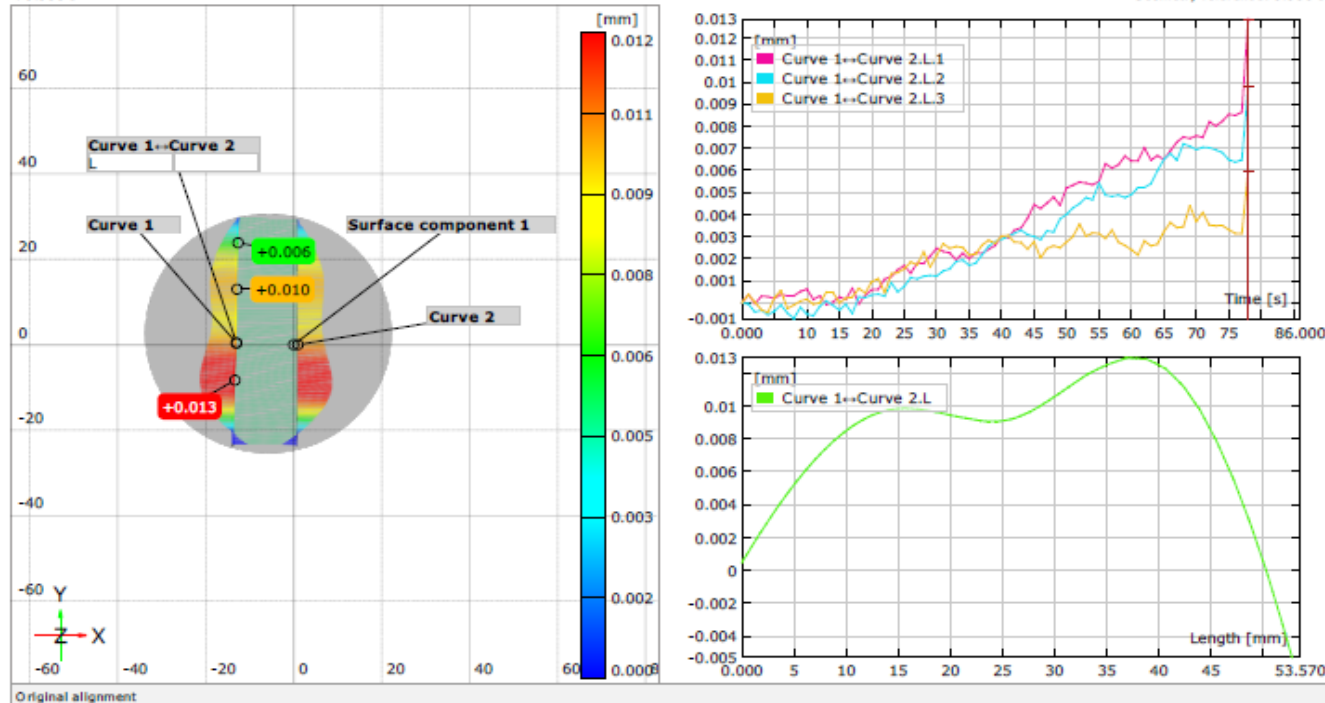 [mm]
0.012
0.011
0.009
0.008
0.006
0.005
0.003
0.002
0.000
60
40
20
0
-20
-40
-60
Curve 1↔Curve 2
L
Curve 1
Surface component 1
Curve 2
+0.006
+0.010
+0.013
Y
Z X
-60 -40 -20 0 20 40 60 8
Original alignment
0.013
[mm]
Curve 1↔Curve 2.L.1
Curve 1↔Curve 2.L.2
Curve 1↔Curve 2.L.3
0.011
0.01
0.009
0.007
0.006
0.005
0.003
0.002
0.001
-0.001
Time [s]
0.000 5 10 15 20 25 30 35 40 45 50 55 60 65 70 75 86.000
0.013
[mm]
Curve 1↔Curve 2.L
0.01
0.008
0.006
0.004
0.002
0
-0.002
-0.004
-0.005
Length [mm]
0.000 5 10 15 20 25 30 35 40 45 53.570